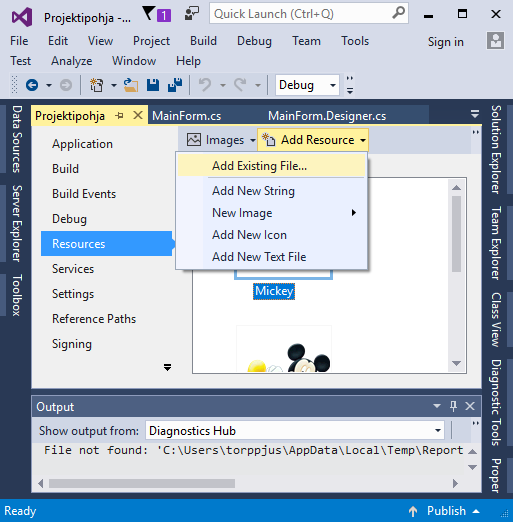 Projektipohja -... 1 Quick Launch (Ctrl+Q)
File Edit View Project Build Debug Team Tools Sign in
Test Analyze Window Help
Debug
Projektipohja MainForm.cs MainForm.Designer.cs
Data Sources
Server Explorer
Toolbox
Application
Build
Build Events
Debug
Resources
Services
Settings
Reference Paths
Signing
Images Add Resource
Add Existing File...
Add New String
New Image
Add New Icon
Add New Text File
Mickey
Solution Explorer
Team Explorer
Class View
Diagnostic Tools
Proper
Output
Show output from: Diagnostics Hub
File not found: 'C:\Users\torppjus\AppData\Local\Temp\Report
Ready Publish